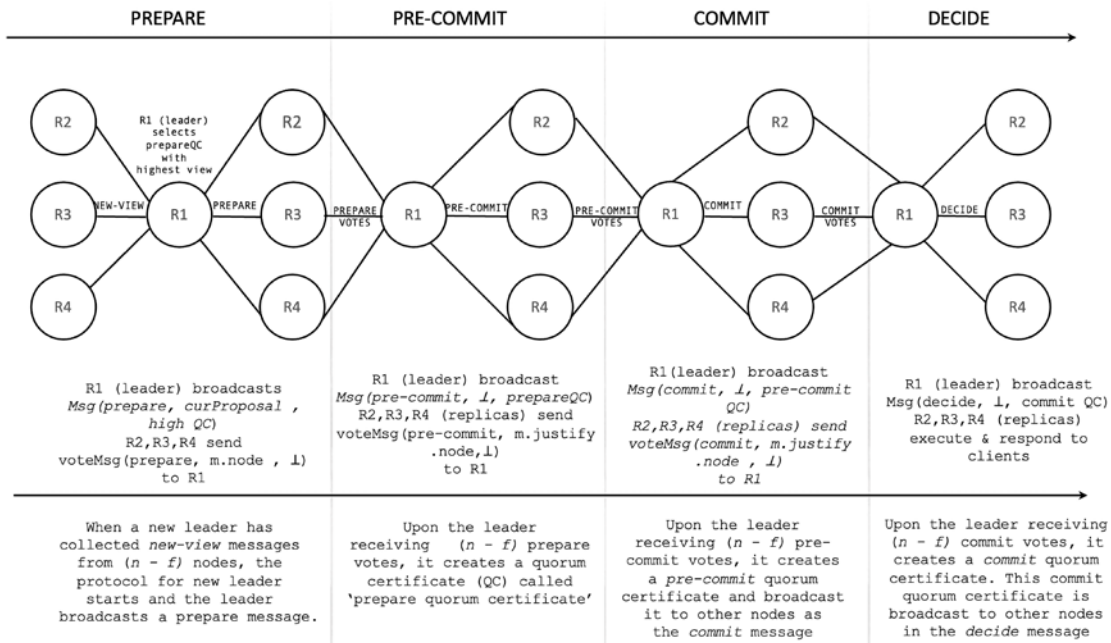 PREPARE
PRE-COMMIT
COMMIT
DECIDE
R2
R1 (leader)
selects
prepareQC
with
highest view
R2
R2
R2
R2
R3
NEW-VIEW
R1
PREPARE
R3
PREPARE
VOTES
R1
PRE-COMMIT
R3
PRE-COMMIT
VOTES
R1
COMMIT
R3
COMMIT
VOTES
R1
DECIDE
R3
R4
R4
R4
R4
R4
R1 (leader) broadcasts
Msg(prepare, curProposal ,
high QC)
R2,R3,R4 send
voteMsg(prepare, m.node , ⊥)
to R1
R1 (leader) broadcast
Msg(pre-commit, ⊥, prepareQC)
R2,R3,R4 (replicas) send
voteMsg(pre-commit, m.justify
.node,⊥)
to R1
R1(leader) broadcast
Msg(commit, ⊥, pre-commit
QC)
R2,R3,R4 (replicas) send
voteMsg(commit, m.justify
.node , ⊥)
to R1
R1 (leader) broadcast
Msg(decide, ⊥, commit QC)
R2,R3,R4 (replicas)
execute & respond to
clients
When a new leader has
collected new-view messages
from (n - f) nodes, the
protocol for new leader
starts and the leader
broadcasts a prepare message.
Upon the leader
receiving (n - f) prepare
votes, it creates a quorum
certificate (QC) called
‘prepare quorum certificate’
Upon the leader
receiving (n - f) pre-
commit votes, it creates
a pre-commit quorum
certificate and broadcast
it to other nodes as
the commit message
Upon the leader receiving
(n - f) commit votes, it
creates a commit quorum
certificate. This commit
quorum certificate is
broadcast to other nodes
in the decide message